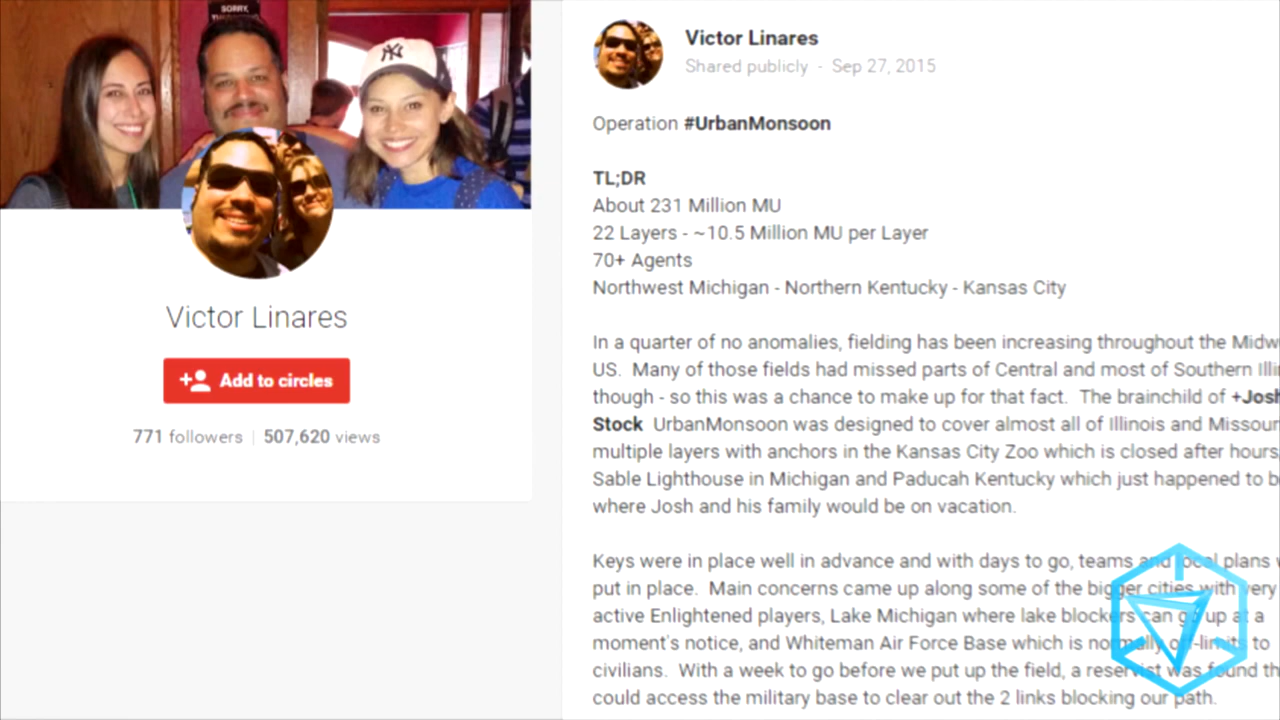 SORRY,
Victor Linares
Add to circles
771 followers | 507,620 views
Victor Linares
Shared publicly - Sep 27, 2015
Operation #UrbanMonsoon
TL;DR
About 231 Million MU
22 Layers - ~10.5 Million MU per Layer
70+ Agents
Northwest Michigan - Northern Kentucky - Kansas City
In a quarter of no anomalies, fielding has been increasing throughout the Midw
US. Many of those fields had missed parts of Central and most of Southern Illi
though - so this was a chance to make up for that fact. The brainchild of +Josh
Stock UrbanMonsoon was designed to cover almost all of Illinois and Missour
multiple layers with anchors in the Kansas City Zoo which is closed after hours
Sable Lighthouse in Michigan and Paducah Kentucky which just happened to b
where Josh and his family would be on vacation.
Keys were in place well in advance and with days to go, teams and local plans
put in place. Main concerns came up along some of the bigger cities with very
active Enlightened players, Lake Michigan where lake blockers can go up at a
moment's notice, and Whiteman Air Force Base which is normally off-limits to
civilians. With a week to go before we put up the field, a reservist was found th
could access the military base to clear out the 2 links blocking our path.